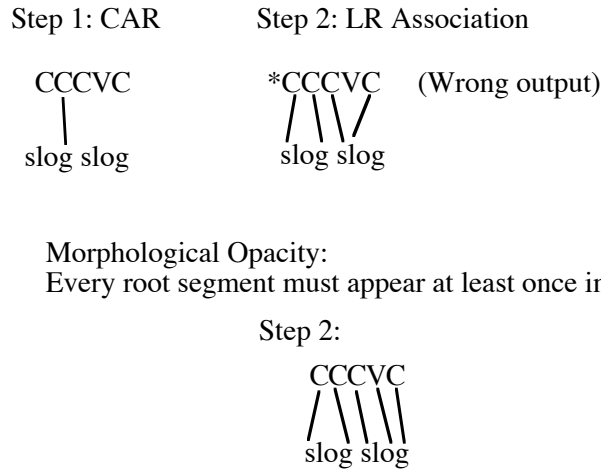 Step 1: CAR
Step 2: LR Association
CCCVC
*CCCVC
(Wrong output)
slog slog
slog slog
Morphological Opacity:
Every root segment must appear at least once in
Step 2:
CCCVC
slog slog